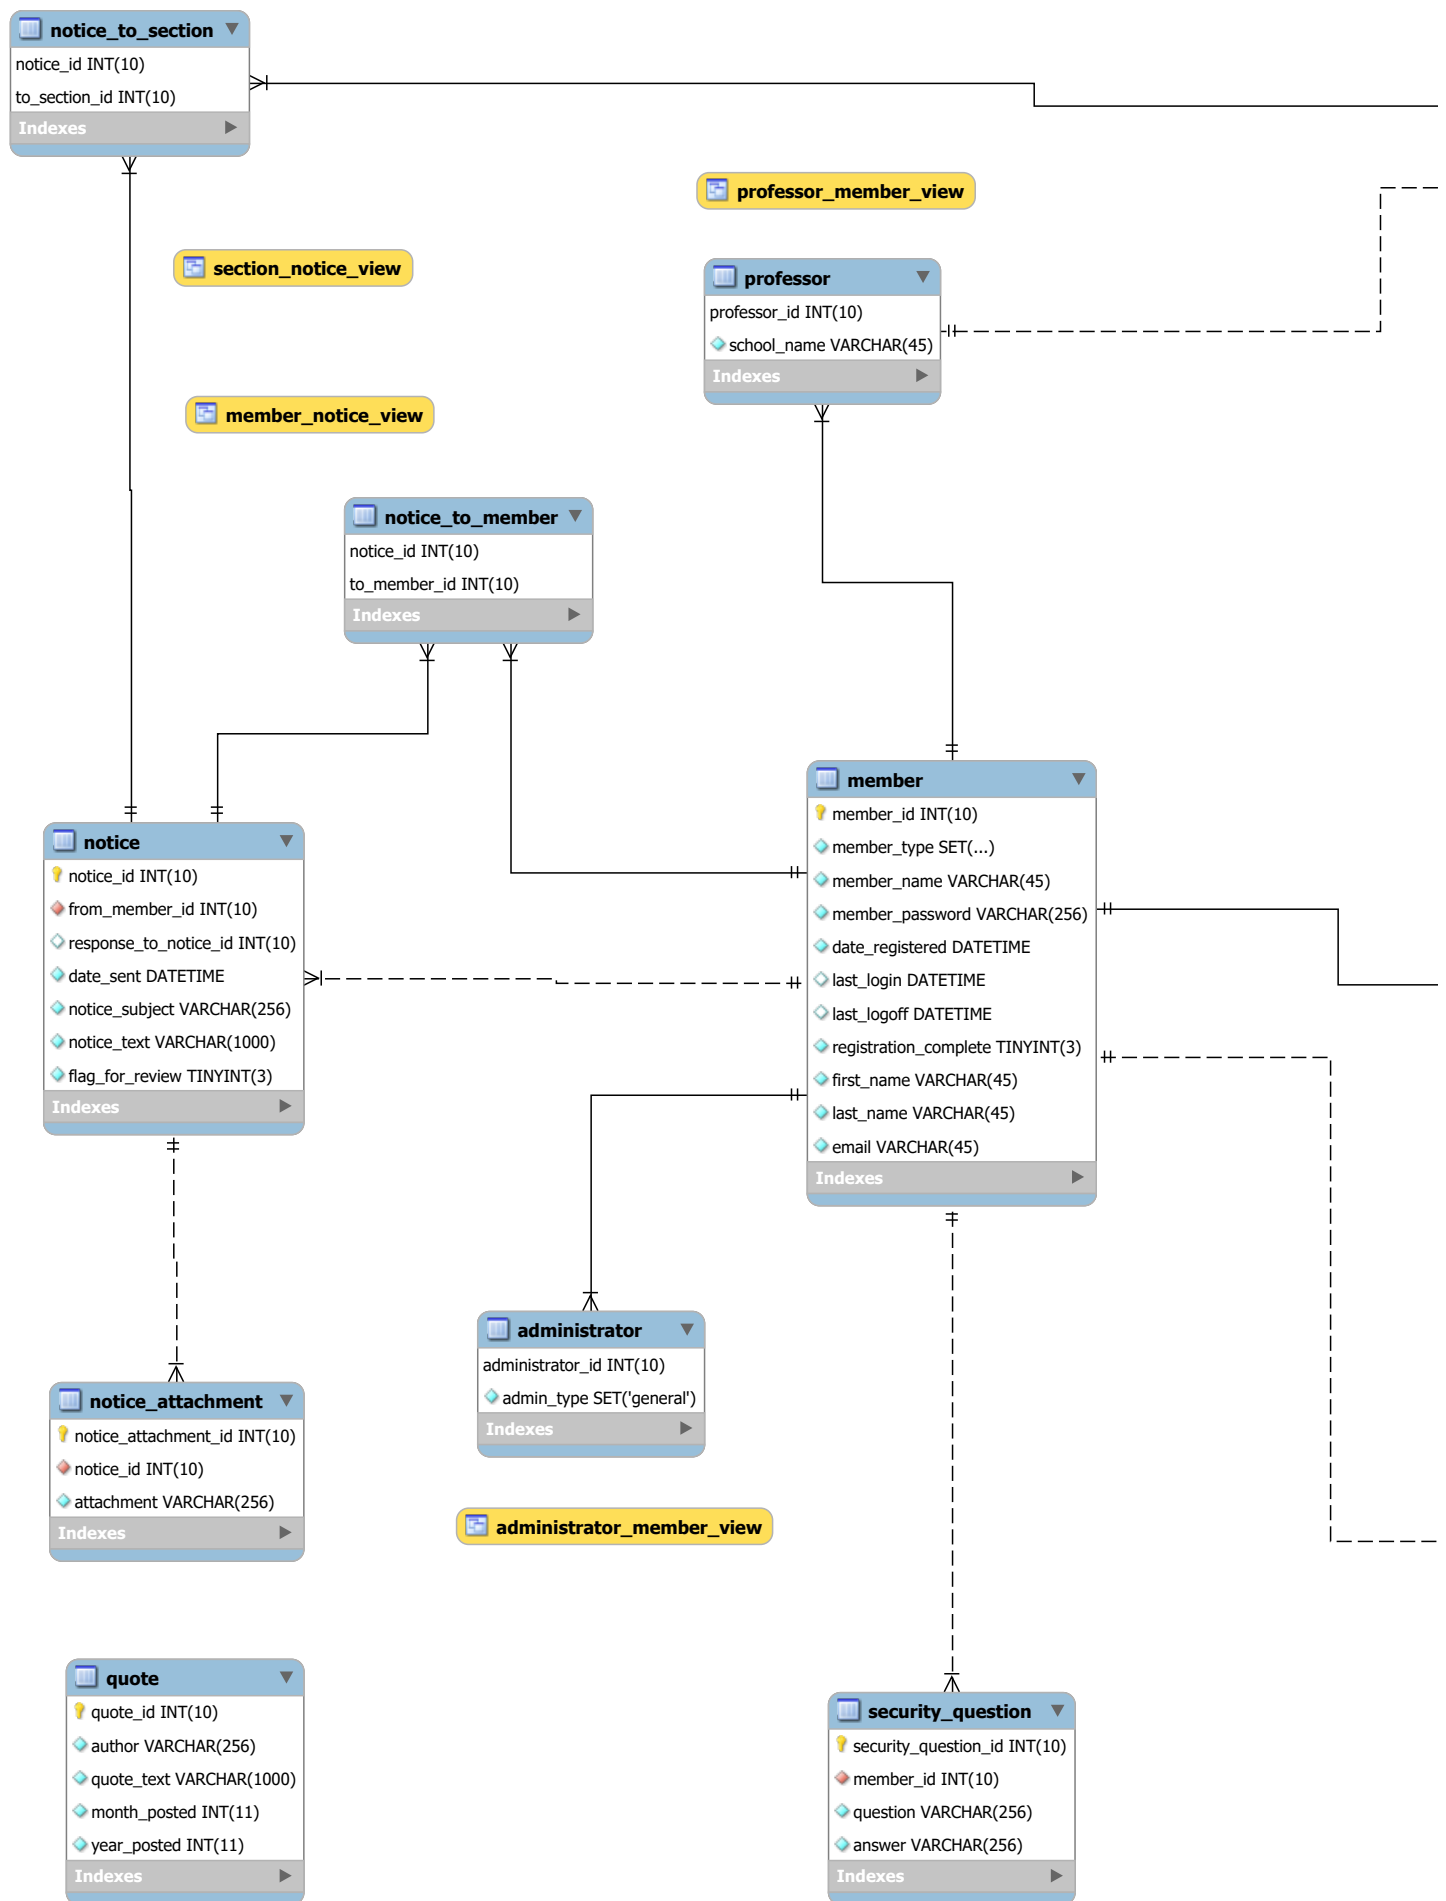 notice_to_section
notice_id INT(10)
to_section_id INT(10)
Indexes
professor_member_view
section_notice_view
professor
professor_id INT(10)
school_name VARCHAR(45)
Indexes
member_notice_view
notice_to_member
notice_id INT(10)
to_member_id INT(10)
Indexes
member
member_id INT(10)
member_type SET(...)
member_name VARCHAR(45)
member_password VARCHAR(256)
date_registered DATETIME
last_login DATETIME
last_logoff DATETIME
registration_complete TINYINT(3)
first_name VARCHAR(45)
last_name VARCHAR(45)
email VARCHAR(45)
Indexes
notice
notice_id INT(10)
from_member_id INT(10)
response_to_notice_id INT(10)
date_sent DATETIME
notice_subject VARCHAR(256)
notice_text VARCHAR(1000)
flag_for_review TINYINT(3)
Indexes
administrator
administrator_id INT(10)
admin_type SET('general')
Indexes
notice_attachment
notice_attachment_id INT(10)
notice_id INT(10)
attachment VARCHAR(256)
Indexes
administrator_member_view
quote
quote_id INT(10)
author VARCHAR(256)
quote_text VARCHAR(1000)
month_posted INT(11)
year_posted INT(11)
Indexes
security_question
security_question_id INT(10)
member_id INT(10)
question VARCHAR(256)
answer VARCHAR(256)
Indexes